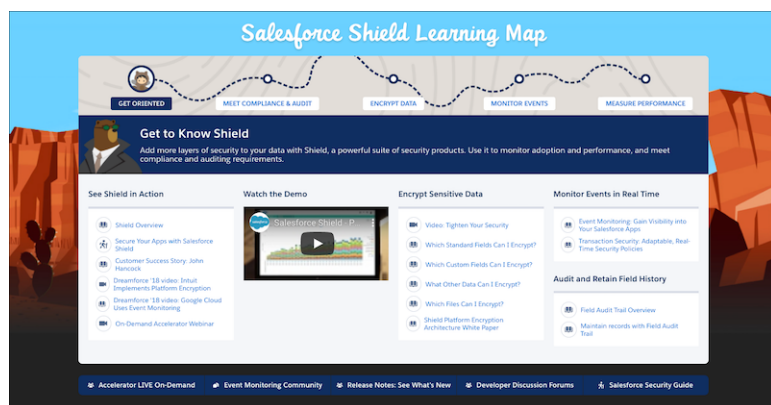 Salesforce Shield Learning Map
GET ORIENTED
MEET COMPLIANCE & AUDIT
ENCRYPT DATA
MONITOR EVENTS
MEASURE PERFORMANCE
Get to Know Shield
Add more layers of security to your data with Shield, a powerful suite of security products. Use it to monitor adoption and performance, and meet
compliance and auditing requirements.
See Shield in Action
Shield Overview
Secure Your Apps with Salesforce
Shield
Customer Success Story: John
Hancock
Dreamforce '18 video: Intuit
Implements Platform Encryption
Dreamforce '18 video: Google Cloud
Uses Event Monitoring
On-Demand Accelerator Webinar
Watch the Demo
Salesforce Shield - P
Encrypt Sensitive Data
Video: Tighten Your Security
Which Standard Fields Can I Encrypt?
Which Custom Fields Can I Encrypt?
What Other Data Can I Encrypt?
Which Files Can I Encrypt?
Shield Platform Encryption
Architecture White Paper
Monitor Events in Real Time
Event Monitoring: Gain Visibility into
Your Salesforce Apps
Transaction Security: Adaptable, Real-
Time Security Policies
Audit and Retain Field History
Field Audit Trail Overview
Maintain records with Field Audit
Trail
Accelerator LIVE On-Demand
Event Monitoring Community
Release Notes: See What's New
Developer Discussion Forums
Salesforce Security Guide